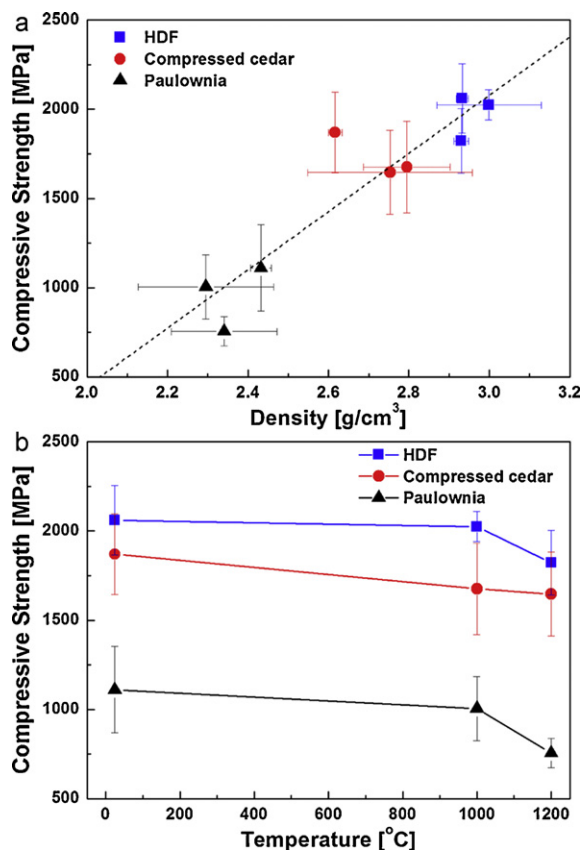 a
HDF
Compressed cedar
Paulownia
Compressive Strength [MPa]
2500
2000
1500
1000
500
2.0 2.2 2.4 2.6 2.8 3.0 3.2
Density [g/cm³]
b
HDF
Compressed cedar
Paulownia
Compressive Strength [MPa]
2500
2000
1500
1000
500
0 200 400 600 800 1000 1200
Temperature [°C]